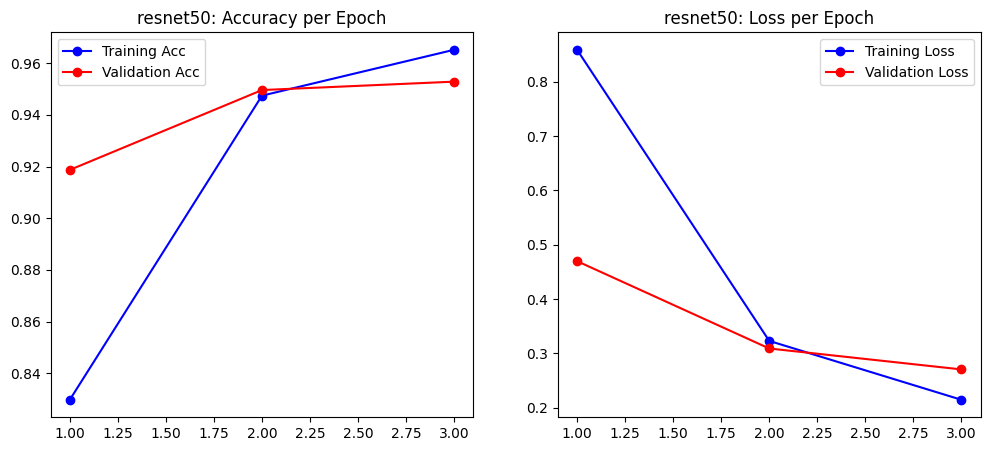 resnet50: Accuracy per Epoch
Training Acc
Validation Acc
0.96
0.94
0.92
0.90
0.88
0.86
0.84
1.00 1.25 1.50 1.75 2.00 2.25 2.50 2.75 3.00
resnet50: Loss per Epoch
Training Loss
Validation Loss
0.8
0.7
0.6
0.5
0.4
0.3
0.2
1.00 1.25 1.50 1.75 2.00 2.25 2.50 2.75 3.00